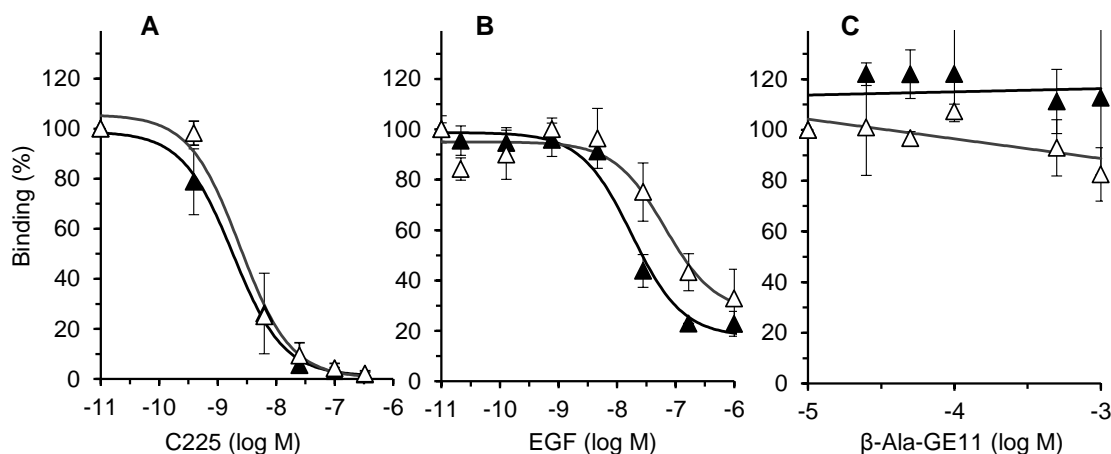 A B C
120 120 120
100 100 100
80 80 80
60 60 60
40 40 40
20 20 20
0 0 0
Binding (%)
-11 -10 -9 -8 -7 -6 -11 -10 -9 -8 -7 -6 -5 -4 -3
C225 (log M) EGF (log M) β-Ala-GE11 (log M)